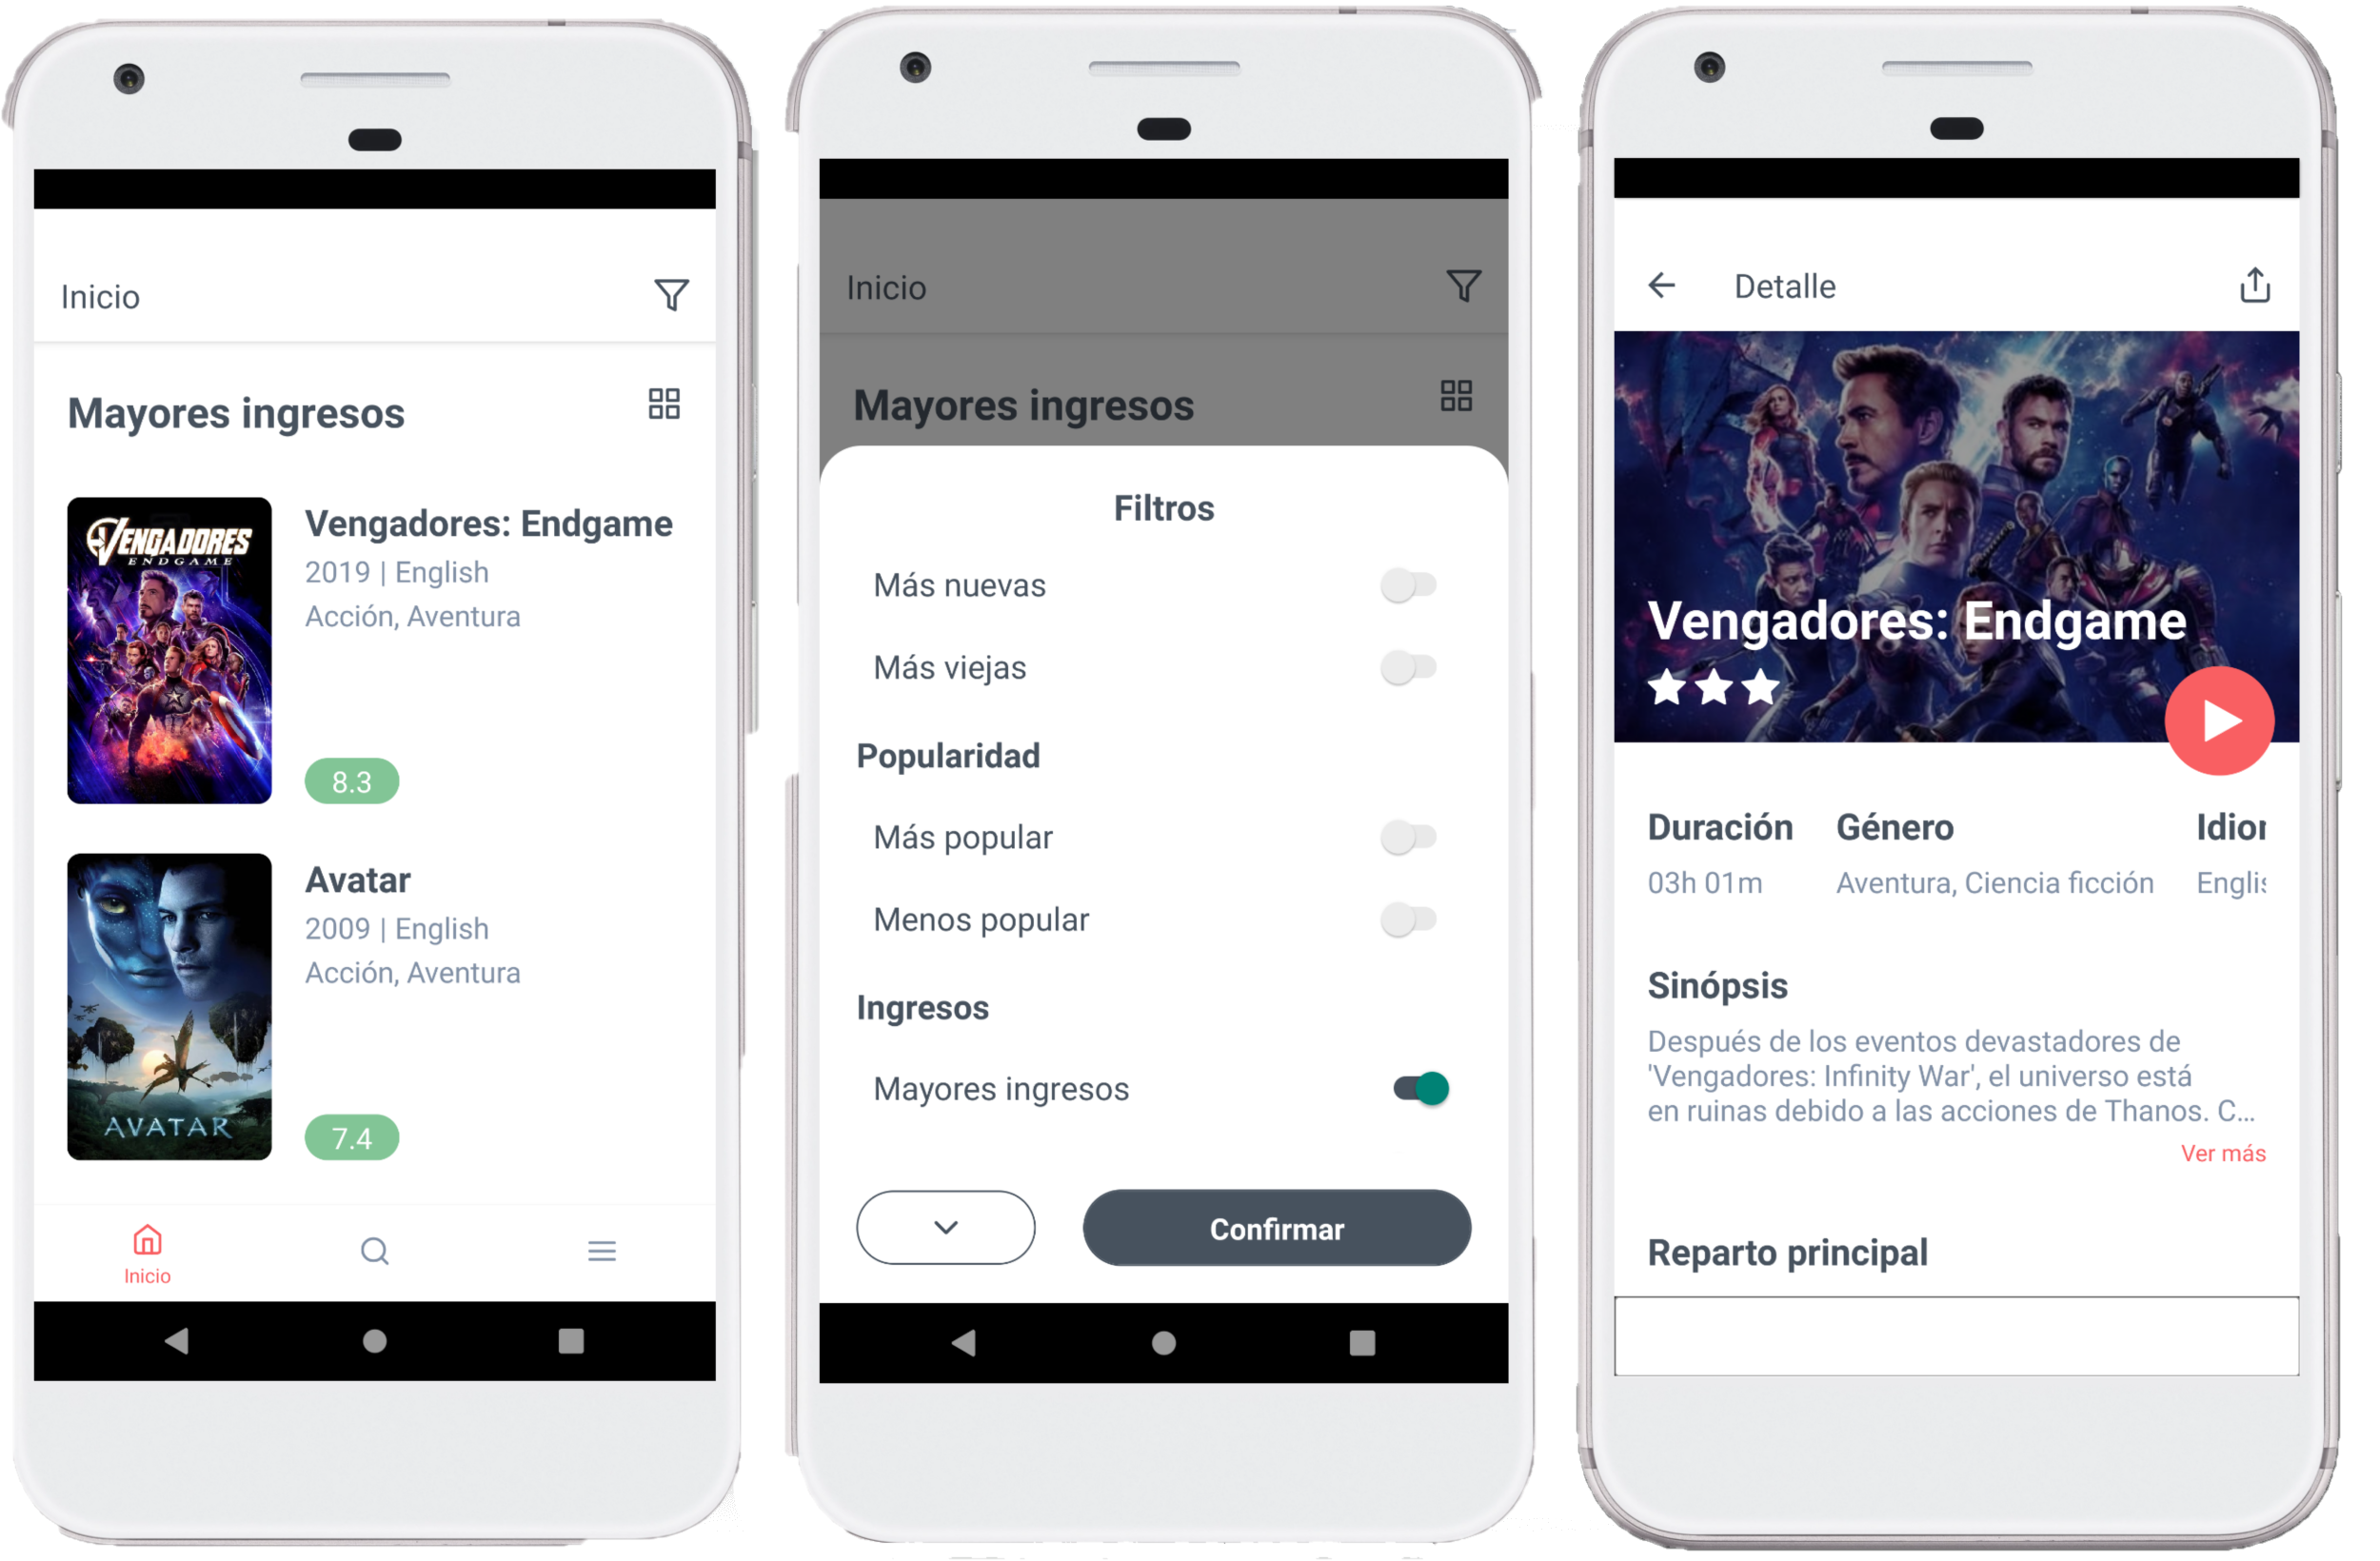 Inicio
Mayores ingresos
VENGADORES
ENDGAME
Vengadores: Endgame
2019 | English
Acción, Aventura
8.3
AVATAR
Avatar
2009 | English
Acción, Aventura
7.4
Inicio
Inicio
Mayores ingresos
Filtros
Más nuevas
Más viejas
Popularidad
Más popular
Menos popular
Ingresos
Mayores ingresos
Confirmar
Detalle
Vengadores: Endgame
Duración Género Idior
03h 01m Aventura, Ciencia ficción Englis
Sinópsis
Después de los eventos devastadores de
'Vengadores: Infinity War', el universo está
en ruinas debido a las acciones de Thanos. C...
Ver más
Reparto principal